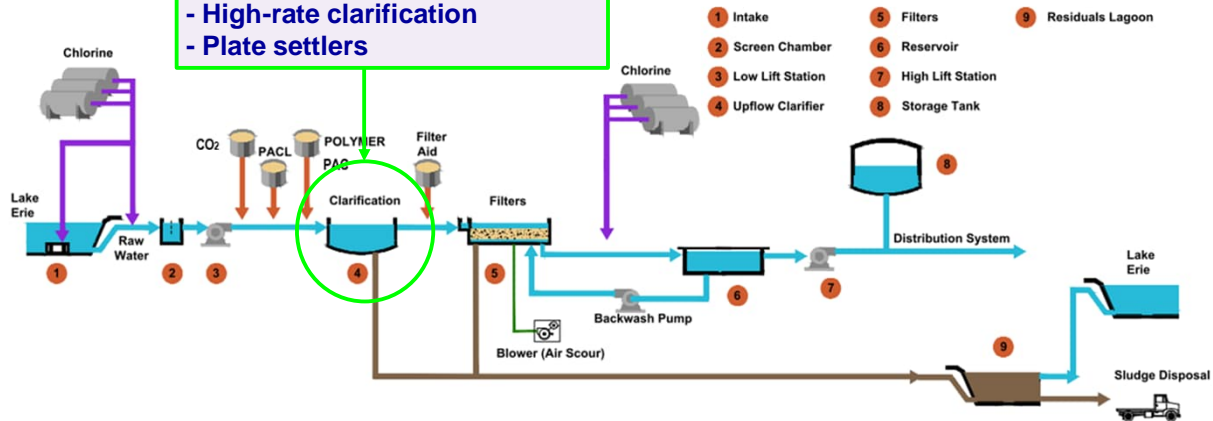 - High-rate clarification
- Plate settlers
1 Intake
2 Screen Chamber
3 Low Lift Station
4 Upflow Clarifier
5 Filters
6 Reservoir
7 High Lift Station
8 Storage Tank
9 Residuals Lagoon
Chlorine
Chlorine
CO2
PACL
POLYMER
PAC
Filter
Aid
Clarification
Filters
Lake
Erie
Raw
Water
1
2
3
4
5
6
7
8
Distribution System
Backwash Pump
Blower (Air Scour)
Lake
Erie
9
Sludge Disposal